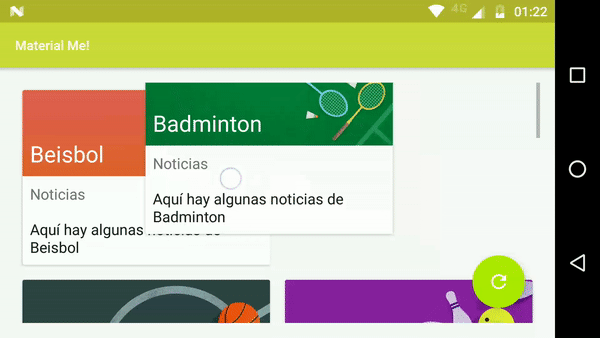 4G
01:22
Material Me!
Badminton
Beisbol
Noticias
Noticias
Aquí hay algunas noticias de
Badminton
Aquí hay algunas
Beisbol